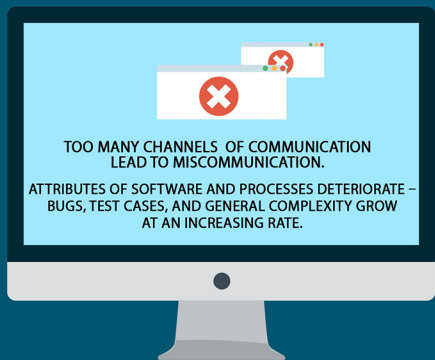 TOO MANY CHANNELS OF COMMUNICATION
LEAD TO MISCOMMUNICATION.
ATTRIBUTES OF SOFTWARE AND PROCESSES DETERIORATE –
BUGS, TEST CASES, AND GENERAL COMPLEXITY GROW
AT AN INCREASING RATE.